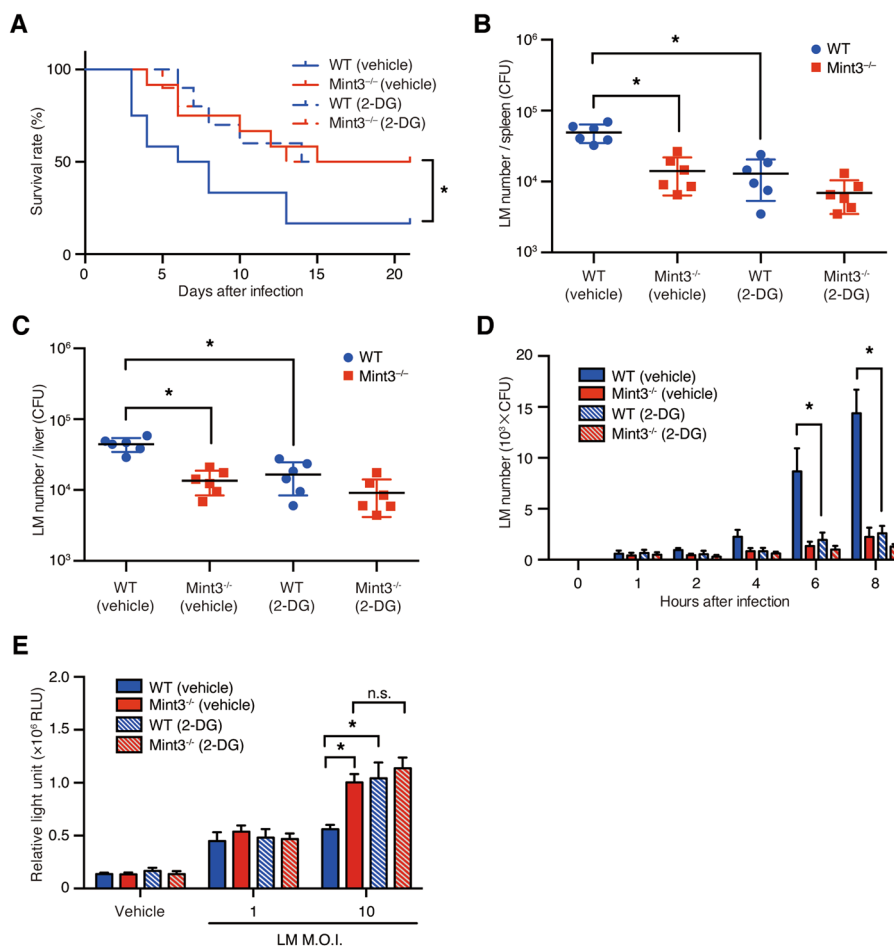 A
100
50
0
Survival rate (%)
0 5 10 15 20
Days after infection
WT (vehicle)
Mint3⁻/⁻ (vehicle)
WT (2-DG)
Mint3⁻/⁻ (2-DG)
*
B
10⁶
10⁵
10⁴
10³
LM number / spleen (CFU)
*
*
WT
Mint3⁻/⁻
WT Mint3⁻/⁻ WT Mint3⁻/⁻
(vehicle) (vehicle) (2-DG) (2-DG)
C
10⁶
10⁵
10⁴
10³
LM number / liver (CFU)
*
*
WT
Mint3⁻/⁻
WT Mint3⁻/⁻ WT Mint3⁻/⁻
(vehicle) (vehicle) (2-DG) (2-DG)
D
20
15
10
5
0
LM number (10³ × CFU)
WT (vehicle)
Mint3⁻/⁻ (vehicle)
WT (2-DG)
Mint3⁻/⁻ (2-DG)
*
*
0 1 2 4 6 8
Hours after infection
E
2.0
1.5
1.0
0.5
0
Relative light unit (×10⁶ RLU)
WT (vehicle)
Mint3⁻/⁻ (vehicle)
WT (2-DG)
Mint3⁻/⁻ (2-DG)
n.s.
*
*
Vehicle 1 10
LM M.O.I.